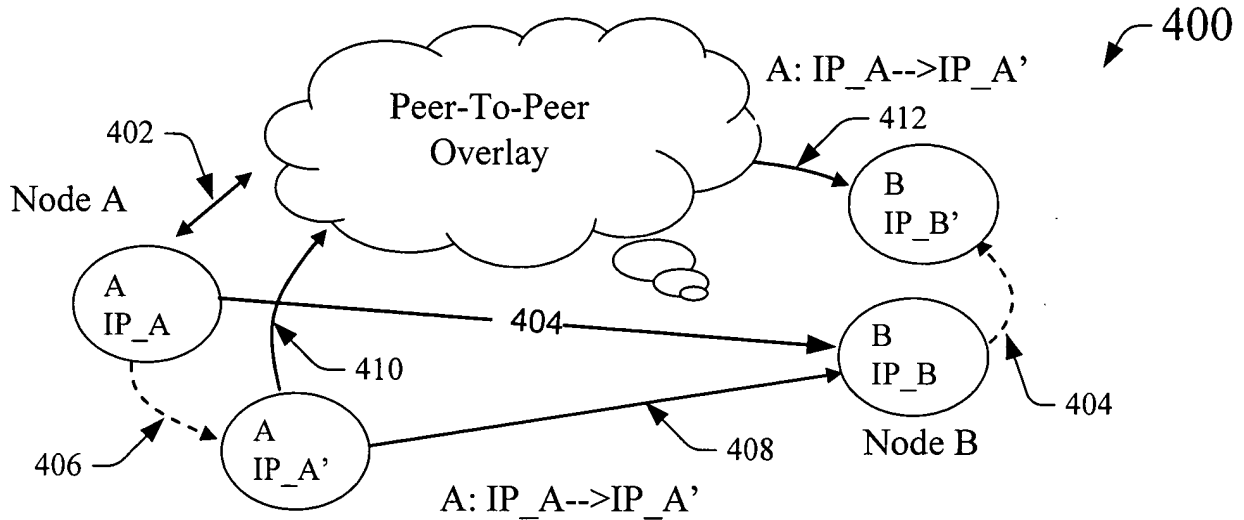 400
A: IP_A-->IP_A’
Peer-To-Peer
Overlay
402
412
Node A
B
IP_B’
A
IP_A
404
B
IP_B
410
404
406
A
IP_A’
408
Node B
A: IP_A-->IP_A’